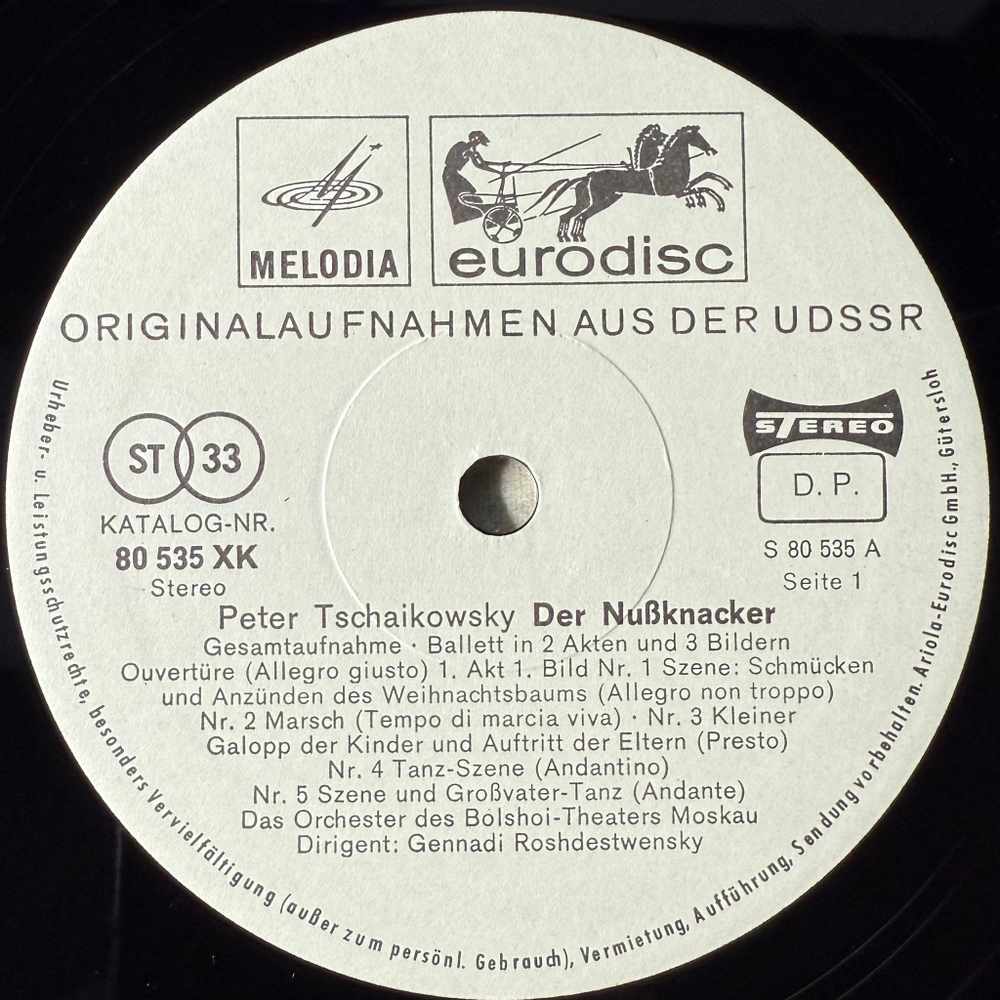 MELODIA
eurodisc
ORIGINALAUFNAHMEN AUS DER UDSSR
ST 33
KATALOG-NR.
80 535 XK
Stereo
STEREO
D. P.
S 80 535 A
Seite 1
Peter Tschaikowsky Der Nußknacker
Gesamtaufnahme · Ballett in 2 Akten und 3 Bildern
Ouvertüre (Allegro giusto) 1. Akt 1. Bild Nr. 1 Szene: Schmücken
und Anzünden des Weihnachtsbaums (Allegro non troppo)
Nr. 2 Marsch (Tempo di marcia viva) · Nr. 3 Kleiner
Galopp der Kinder und Auftritt der Eltern (Presto)
Nr. 4 Tanz-Szene (Andantino)
Nr. 5 Szene und Großvater-Tanz (Andante)
Das Orchester des Bolshoi-Theaters Moskau
Dirigent: Gennadi Roshdestwensky
Urheber- u. Leistungsschutzrechte, besonders Vervielfältigung (außer zum persönl. Gebrauch), Vermietung, Aufführung, Sendung vorbehalten. Ariola-Eurodisc GmbH., Gütersloh